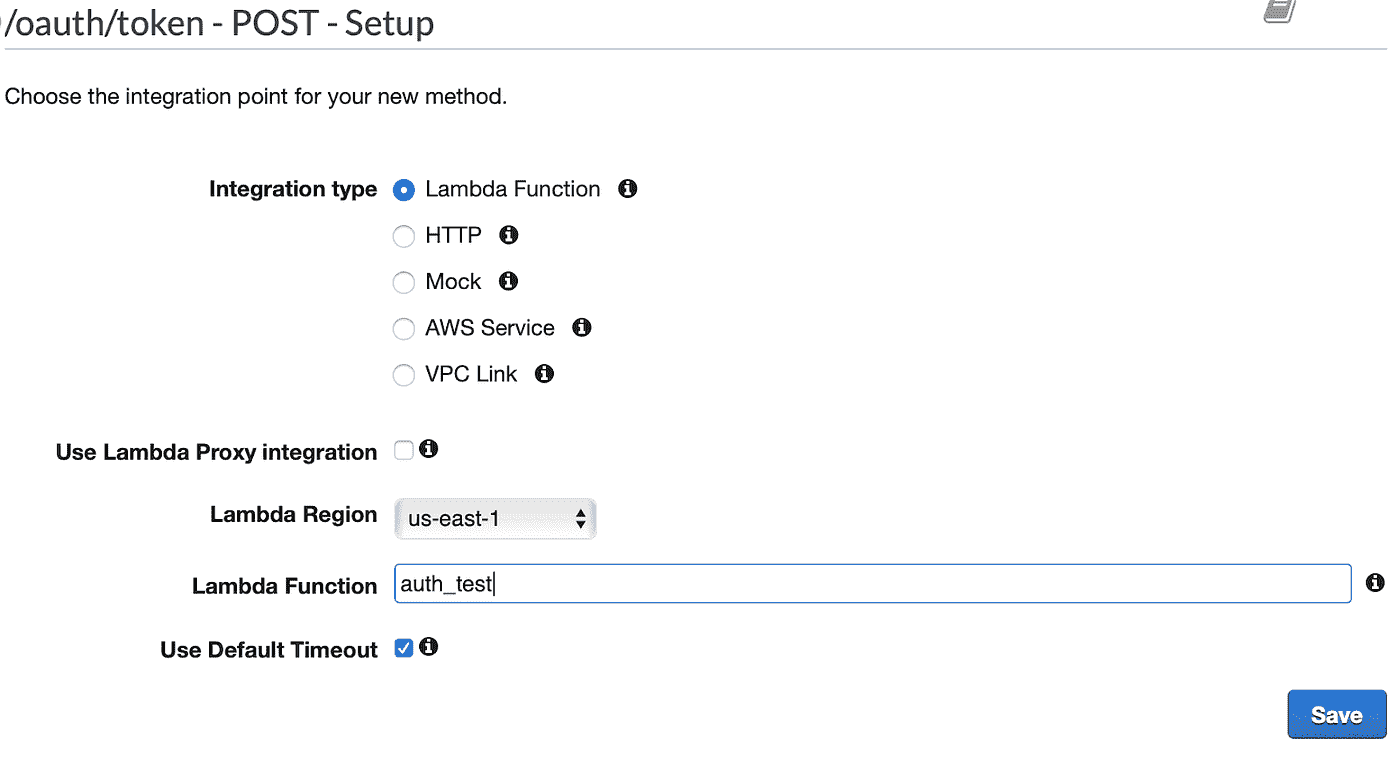 /oauth/token - POST - Setup
Choose the integration point for your new method.
Integration type Lambda Function
HTTP
Mock
AWS Service
VPC Link
Use Lambda Proxy integration
Lambda Region us-east-1
Lambda Function auth_test
Use Default Timeout
Save